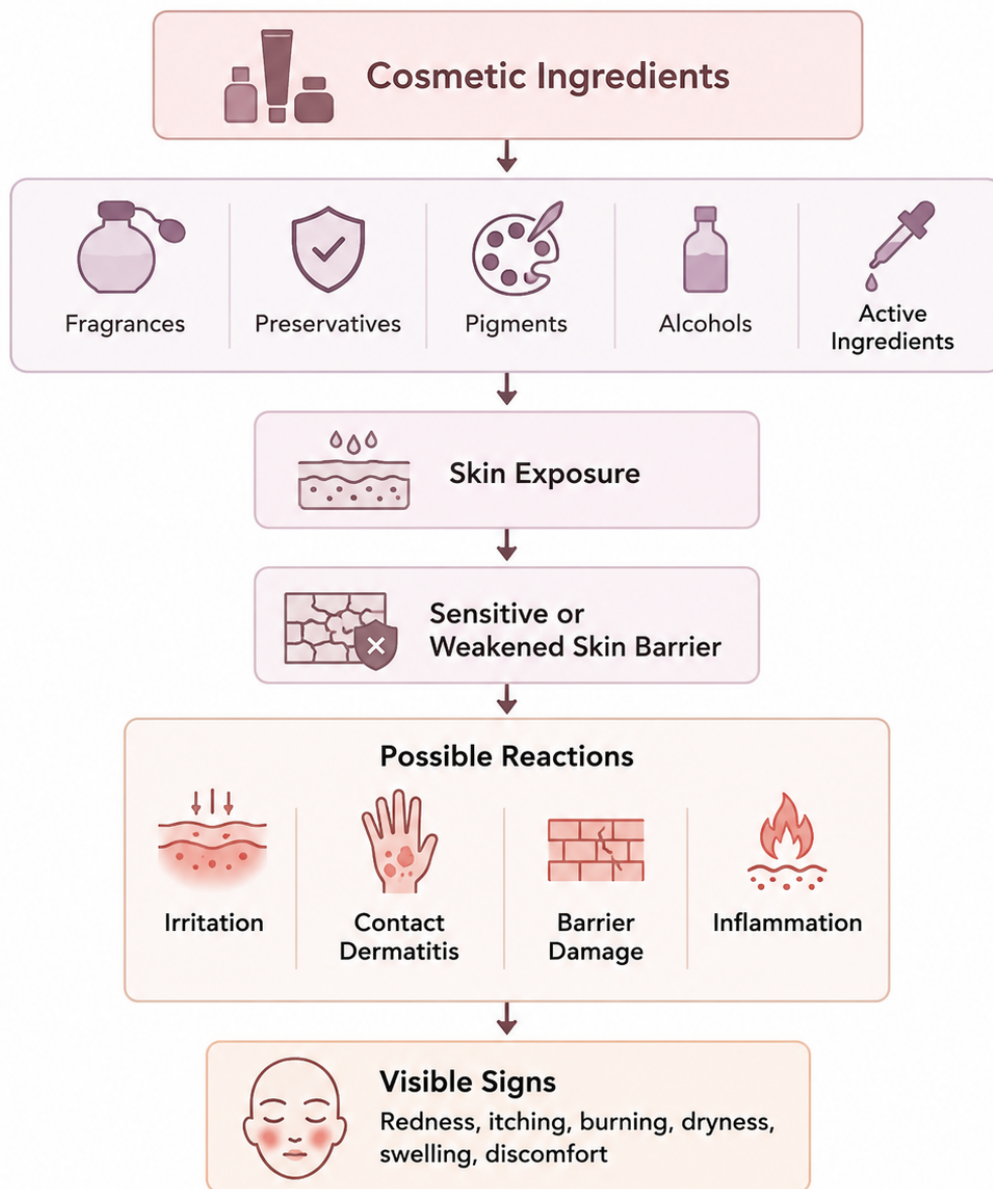 Cosmetic Ingredients
Fragrances
Preservatives
Pigments
Alcohols
Active
Ingredients
Skin Exposure
Sensitive or
Weakened Skin Barrier
Possible Reactions
Irritation
Contact
Dermatitis
Barrier
Damage
Inflammation
Visible Signs
Redness, itching, burning, dryness,
swelling, discomfort